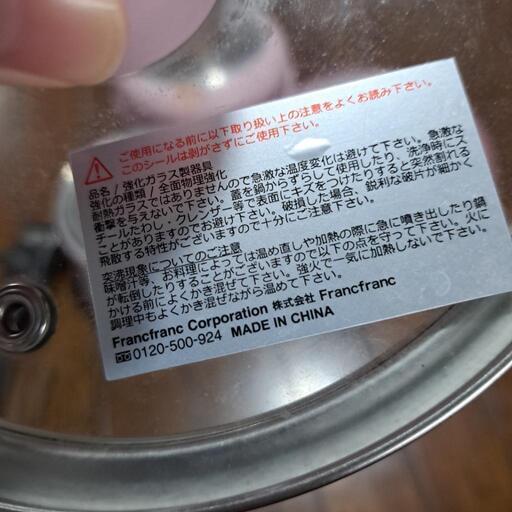 ご使用になる前に以下取り扱い上の注意をよくお読み下さい。
このシールは剥がさずにご使用下さい。
品名／強化ガラス製器具
強化の種類／全面物理強化
耐熱ガラスではありませんので急激な温度変化は避けて下さい。急激な
衝撃を与えないで下さい。蓋を鍋からずらして使用したり、洗浄時にス
チールたわし、クレンザー等で表面にキズをつけたりすると突然割れる
ことがありますのでお避け下さい。破損した場合、鋭利な破片が細かく
飛散する特性がございますので十分にご注意下さい。
突沸現象についてのご注意
味噌汁等、お料理によっては温め直しや加熱の際に急に噴き出したり鍋
が転倒したりすることがございますので以下の点を守って下さい。火に
かける前によくかき混ぜて下さい。強火で一気に加熱しないで下さい。
調理中もよくかき混ぜながら温めて下さい。
Francfranc Corporation 株式会社 Francfranc
☎0120-500-924 MADE IN CHINA